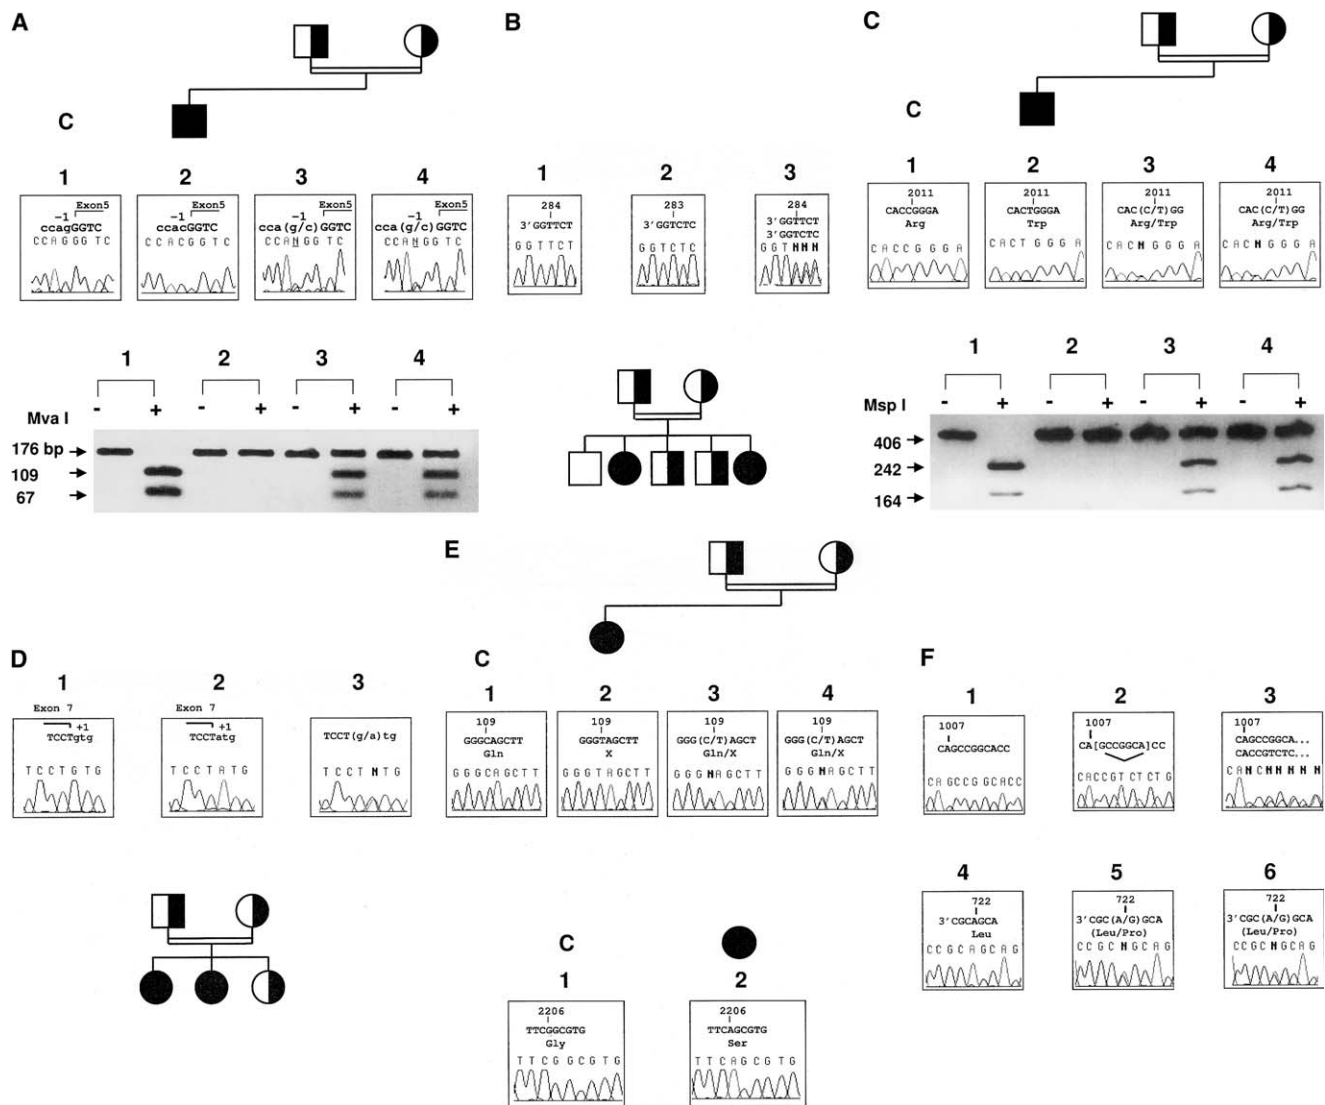 A
C
1 2 3 4
Exon5 Exon5 Exon5 Exon5
-1 -1 -1 -1
ccagGGTC ccacGGTC cca(g/c)GGTC cca(g/c)GGTC
CCAGGGTC CCACGGTC CCANGGTC CCANGGTC
1 2 3 4
Mva I - + - + - + - +
176 bp
109
67
B
1 2 3
284 283 284
3'GGTTCT 3'GGTCTC 3'GGTTCT
3'GGTCTC
GGTTCT GGTCTC GGTNNN
C
C
1 2 3 4
2011 2011 2011 2011
CACCGGGA CACTGGGA CAC(C/T)GG CAC(C/T)GG
Arg Trp Arg/Trp Arg/Trp
CACCGGGA CACTGGGA CACNGGGA CACNGGGA
1 2 3 4
Msp I - + - + - + - +
406
242
164
D
1 2 3
Exon 7 Exon 7
+1 +1
TCCTgtg TCCTatg TCCT(g/a)tg
TCCTGTG TCCTATG TCCTNTG
E
C
1 2 3 4
109 109 109 109
GGGCAGCTT GGGTAGCTT GGG(C/T)AGCT GGG(C/T)AGCT
Gln X Gln/X Gln/X
GGGCAGCTT GGGTAGCTT GGGNAGCTT GGGNAGCTT
C
1 2
2206 2206
TTCGGCGTG TTCAGCGTG
Gly Ser
TTCGGCGTG TTCAGCGTG
F
1 2 3
1007 1007 1007
CAGCCGGCACC CA[GCCGGCA]CC CAGCCGGCA...
CACCGTCTC...
CAGCCGGCACC CACCGTCTCTG CANCNNNNNN
4 5 6
722 722 722
3'CGCAGCA 3'CGC(A/G)GCA 3'CGC(A/G)GCA
Leu (Leu/Pro) (Leu/Pro)
CCGCAGCAG CCGCNGCAG CCGCNGCAG